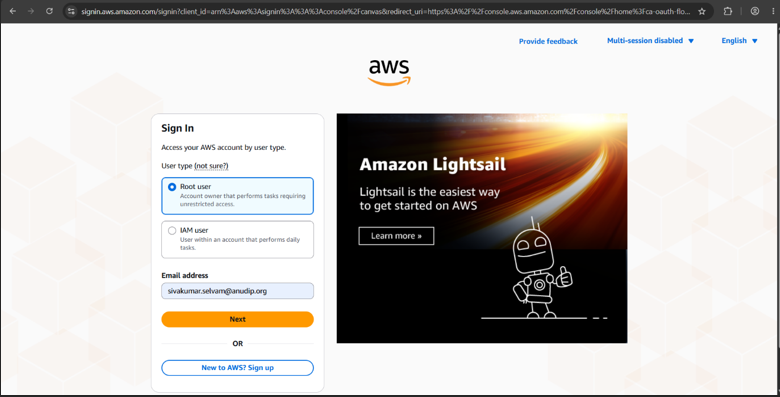 signin.aws.amazon.com/signin?client_id=arn%3Aaws%3Asignin%3A%3A%3Aconsole%2Fcanvas&redirect_uri=https%3A%2F%2Fconsole.aws.amazon.com%2Fconsole%2Fhome%3Fca-oauth-flo...
Provide feedback
Multi-session disabled
English
aws
Sign In
Access your AWS account by user type.
User type (not sure?)
Root user
Account owner that performs tasks requiring
unrestricted access.
IAM user
User within an account that performs daily
tasks.
Email address
sivakumar.selvam@anudip.org
Next
OR
New to AWS? Sign up
Amazon Lightsail
Lightsail is the easiest way
to get started on AWS
Learn more »